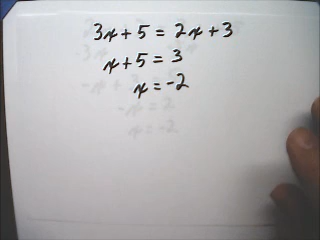 3x + 5 = 2x + 3
x + 5 = 3
x = -2